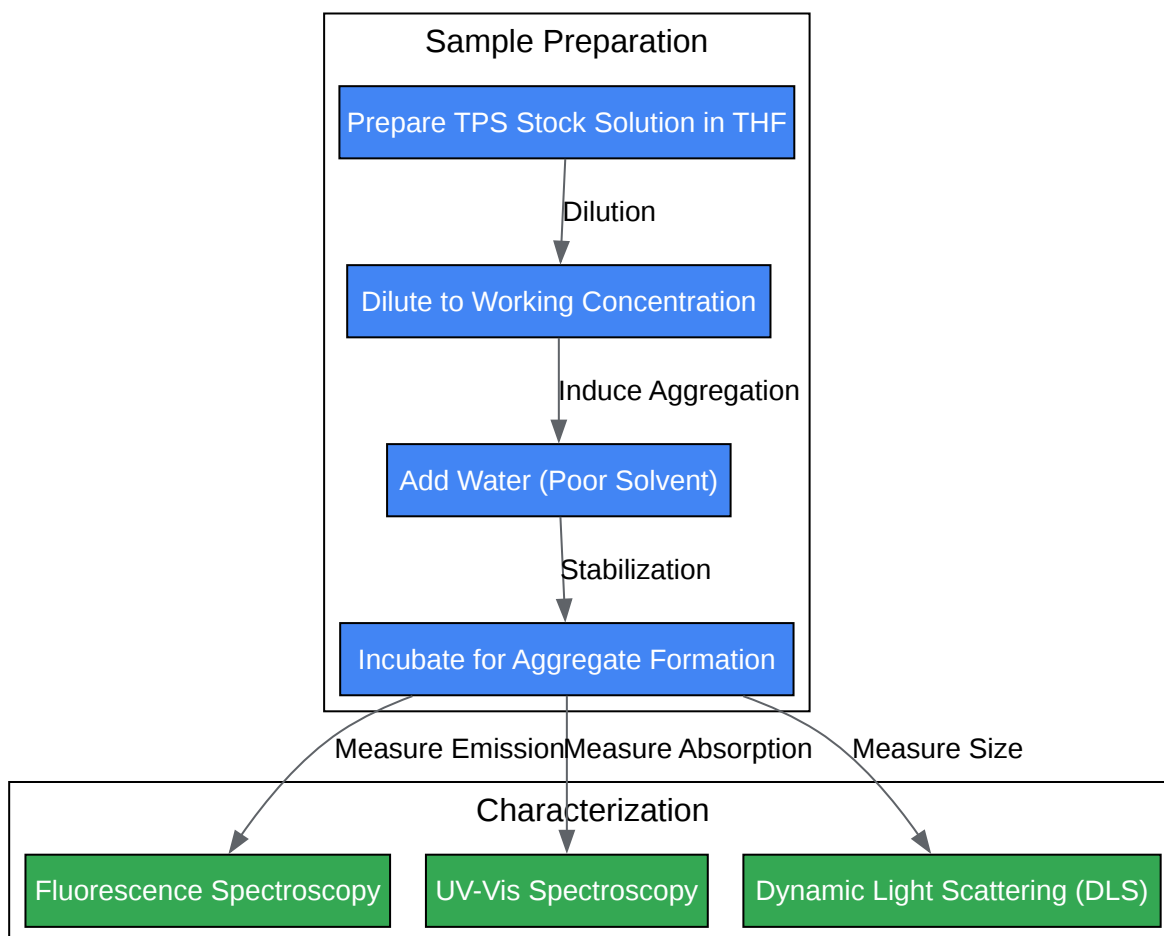 Sample Preparation
Prepare TPS Stock Solution in THF
Dilution
Dilute to Working Concentration
Induce Aggregation
Add Water (Poor Solvent)
Stabilization
Incubate for Aggregate Formation
Measure Emission
Measure Absorption
Measure Size
Characterization
Fluorescence Spectroscopy
UV-Vis Spectroscopy
Dynamic Light Scattering (DLS)